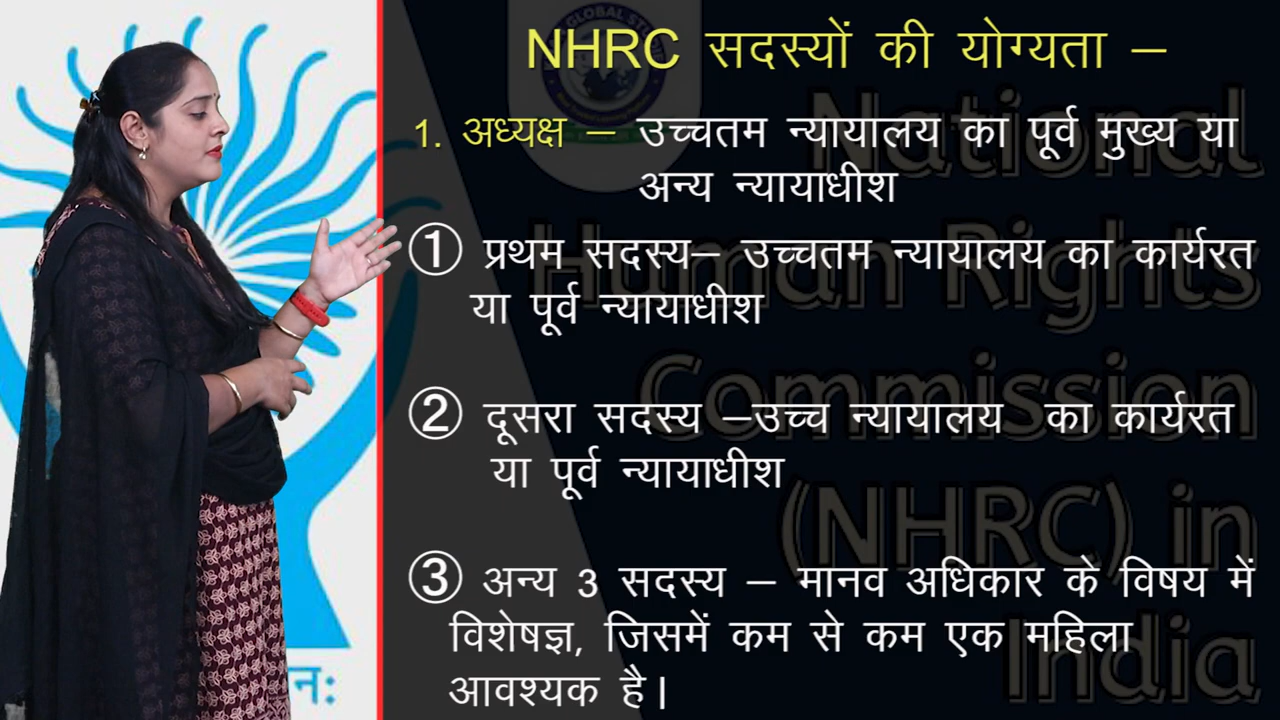 NHRC सदस्यों की योग्यता –
1. अध्यक्ष – उच्चतम न्यायालय का पूर्व मुख्य या
अन्य न्यायाधीश
① प्रथम सदस्य– उच्चतम न्यायालय का कार्यरत
या पूर्व न्यायाधीश
② दूसरा सदस्य –उच्च न्यायालय का कार्यरत
या पूर्व न्यायाधीश
③ अन्य 3 सदस्य – मानव अधिकार के विषय में
विशेषज्ञ, जिसमें कम से कम एक महिला
आवश्यक है।
National
Human Rights
Commission
(NHRC) in
India
GLOBAL